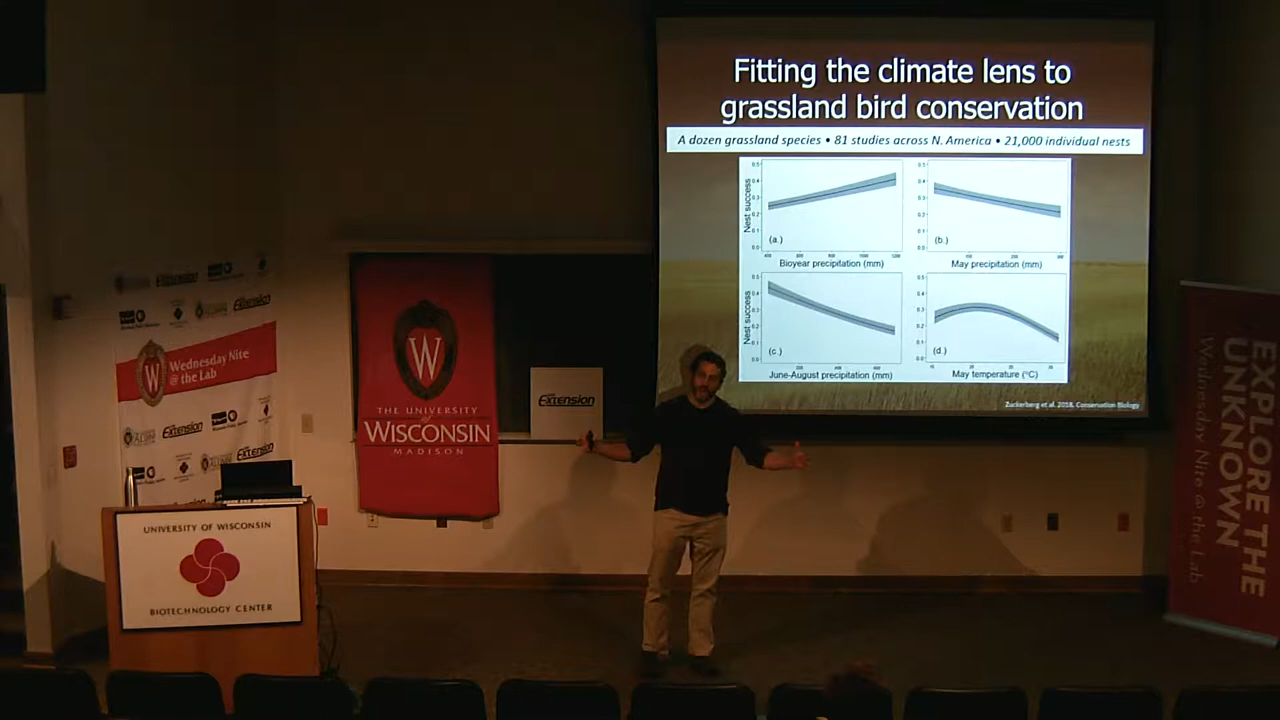 Fitting the climate lens to
grassland bird conservation
A dozen grassland species • 81 studies across N. America • 21,000 individual nests
Nest success
(a.)
Bioyear precipitation (mm)
(b.)
May precipitation (mm)
Nest success
(c.)
June-August precipitation (mm)
(d.)
May temperature (°C)
Zuckerberg et al. 2018. Conservation Biology
Extension
Wednesday Nite
@ the Lab
W
Extension
Extension
Extension
W
THE UNIVERSITY
of
WISCONSIN
MADISON
Extension
UNIVERSITY OF WISCONSIN
BIOTECHNOLOGY CENTER
EXPLORE THE
UNKNOWN
Wednesday Nite @ the Lab